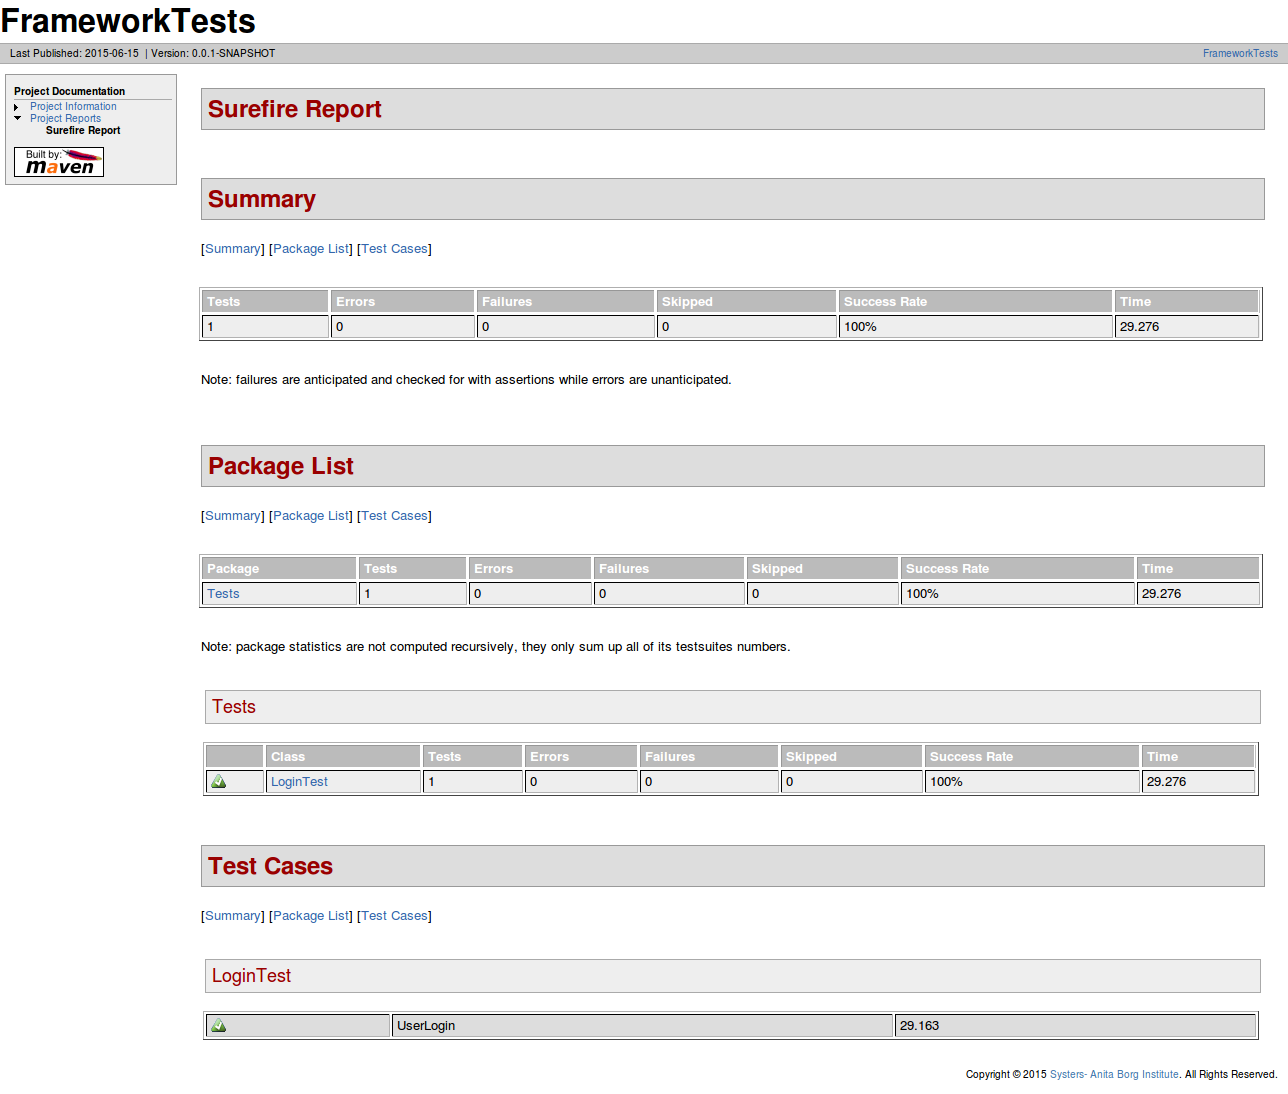 FrameworkTests
Last Published: 2015-06-15 | Version: 0.0.1-SNAPSHOT FrameworkTests
Project Documentation
Project Information
Project Reports
Surefire Report
Built by:
maven
Surefire Report
Summary
[Summary] [Package List] [Test Cases]
Tests Errors Failures Skipped Success Rate Time
1 0 0 0 100% 29.276
Note: failures are anticipated and checked for with assertions while errors are unanticipated.
Package List
[Summary] [Package List] [Test Cases]
Package Tests Errors Failures Skipped Success Rate Time
Tests 1 0 0 0 100% 29.276
Note: package statistics are not computed recursively, they only sum up all of its testsuites numbers.
Tests
Class Tests Errors Failures Skipped Success Rate Time
LoginTest 1 0 0 0 100% 29.276
Test Cases
[Summary] [Package List] [Test Cases]
LoginTest
UserLogin 29.163
Copyright © 2015 Systers- Anita Borg Institute. All Rights Reserved.